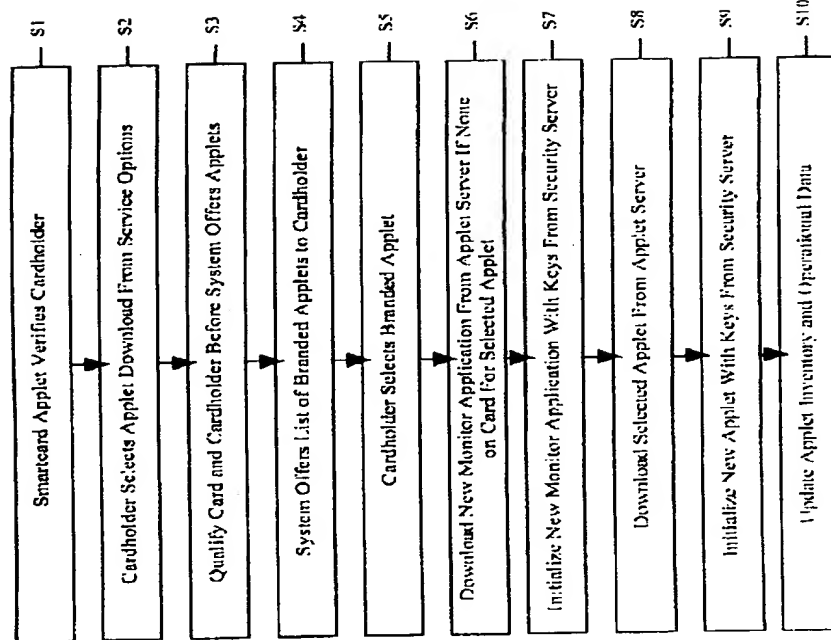 Smartcard Applet Verifies Cardholder
S1
Cardholder Selects Applet Download From Service Options
S2
Qualify Card and Cardholder Before System Offers Applets
S3
System Offers List of Branded Applets to Cardholder
S4
Cardholder Selects Branded Applet
S5
Download New Monitor Application From Applet Server If None
on Card For Selected Applet
S6
Initialize New Monitor Application With Keys From Security Server
S7
Download Selected Applet From Applet Server
S8
Initialize New Applet With Keys From Security Server
S9
Update Applet Inventory and Operational Data
S10